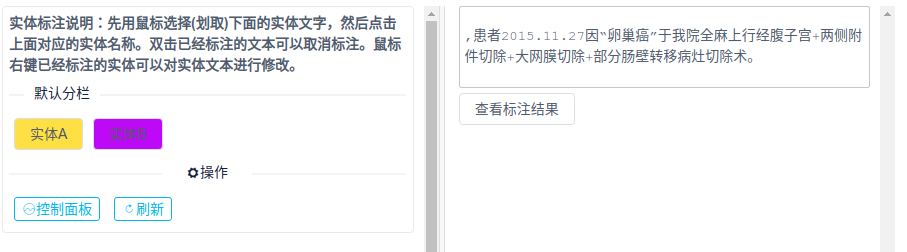 实体标注说明：先用鼠标选择(划取)下面的实体文字，然后点击
上面对应的实体名称。双击已经标注的文本可以取消标注。鼠标
右键已经标注的实体可以对实体文本进行修改。
默认分栏
实体A
实体B
操作
控制面板
刷新
,患者2015.11.27因“卵巢癌”于我院全麻上行经腹子宫+两侧附
件切除+大网膜切除+部分肠壁转移病灶切除术。
查看标注结果